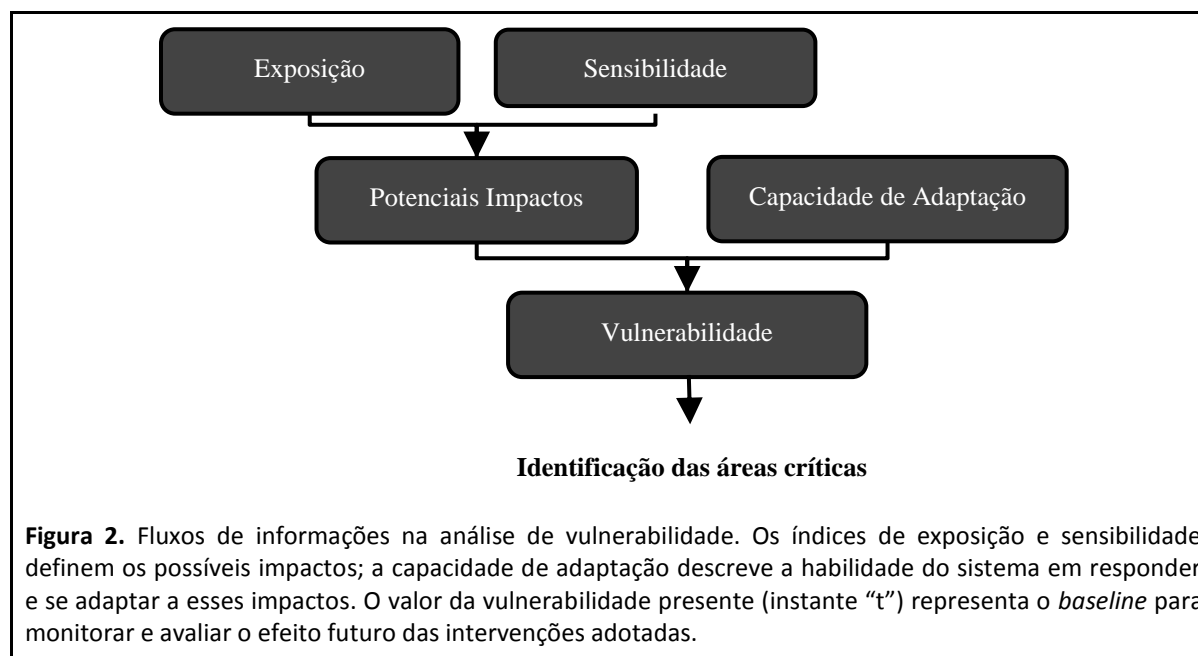 Exposição
Sensibilidade
Potenciais Impactos
Capacidade de Adaptação
Vulnerabilidade
Identificação das áreas críticas
Figura 2. Fluxos de informações na análise de vulnerabilidade. Os índices de exposição e sensibilidade
definem os possíveis impactos; a capacidade de adaptação descreve a habilidade do sistema em responder
e se adaptar a esses impactos. O valor da vulnerabilidade presente (instante “t”) representa o baseline para
monitorar e avaliar o efeito futuro das intervenções adotadas.